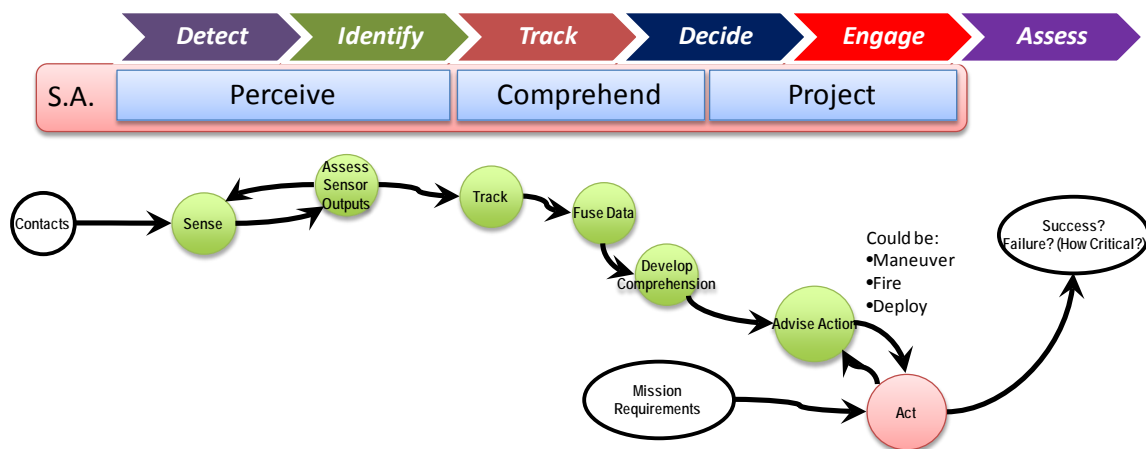 Detect
Identify
Track
Decide
Engage
Assess
S.A.
Perceive
Comprehend
Project
Contacts
Sense
Assess
Sensor
Outputs
Track
Fuse Data
Develop
Comprehension
Advise Action
Could be:
•Maneuver
•Fire
•Deploy
Success?
Failure? (How Critical?)
Mission
Requirements
Act